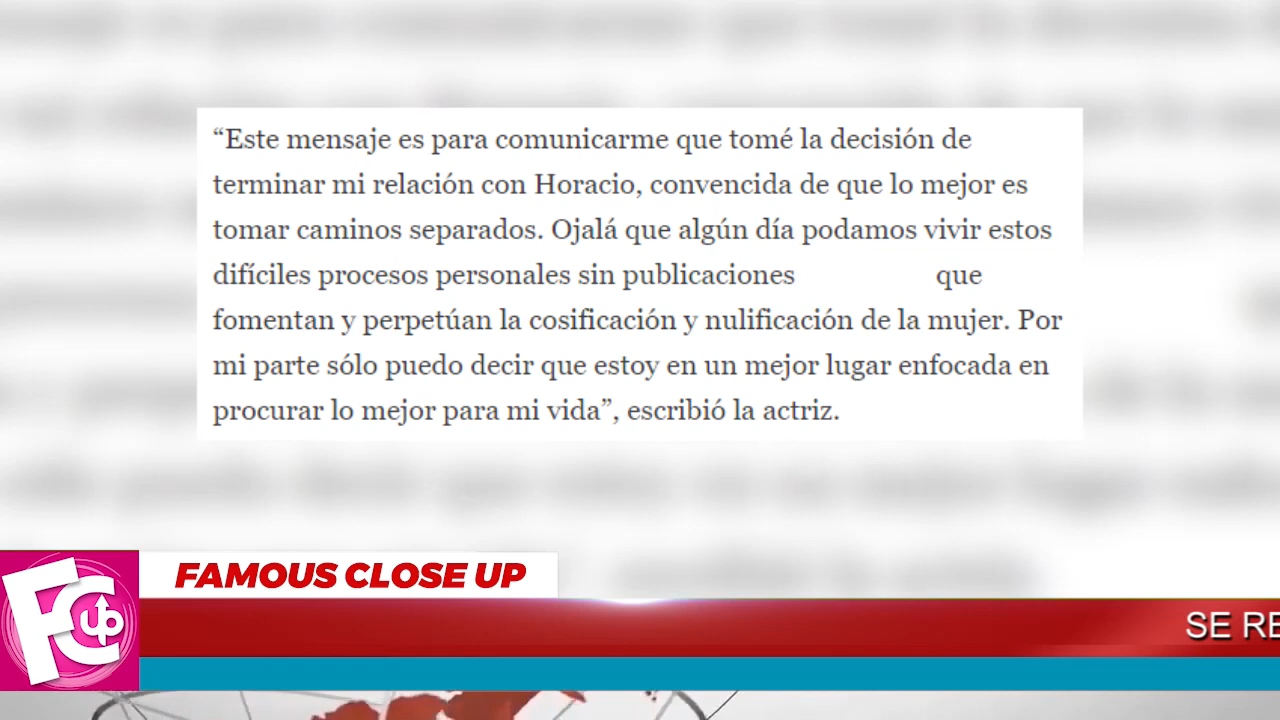 “Este mensaje es para comunicarme que tomé la decisión de
terminar mi relación con Horacio, convencida de que lo mejor es
tomar caminos separados. Ojalá que algún día podamos vivir estos
difíciles procesos personales sin publicaciones que
fomentan y perpetúan la cosificación y nulificación de la mujer. Por
mi parte sólo puedo decir que estoy en un mejor lugar enfocada en
procurar lo mejor para mi vida”, escribió la actriz.
FC up
FAMOUS CLOSE UP
SE RE